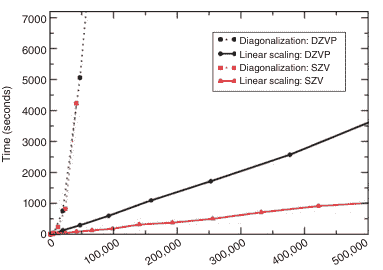 7000
6000
5000
4000
3000
2000
1000
0
Time (seconds)
Diagonalization: DZVP
Linear scaling: DZVP
Diagonalization: SZV
Linear scaling: SZV
0
100,000
200,000
300,000
400,000
500,000